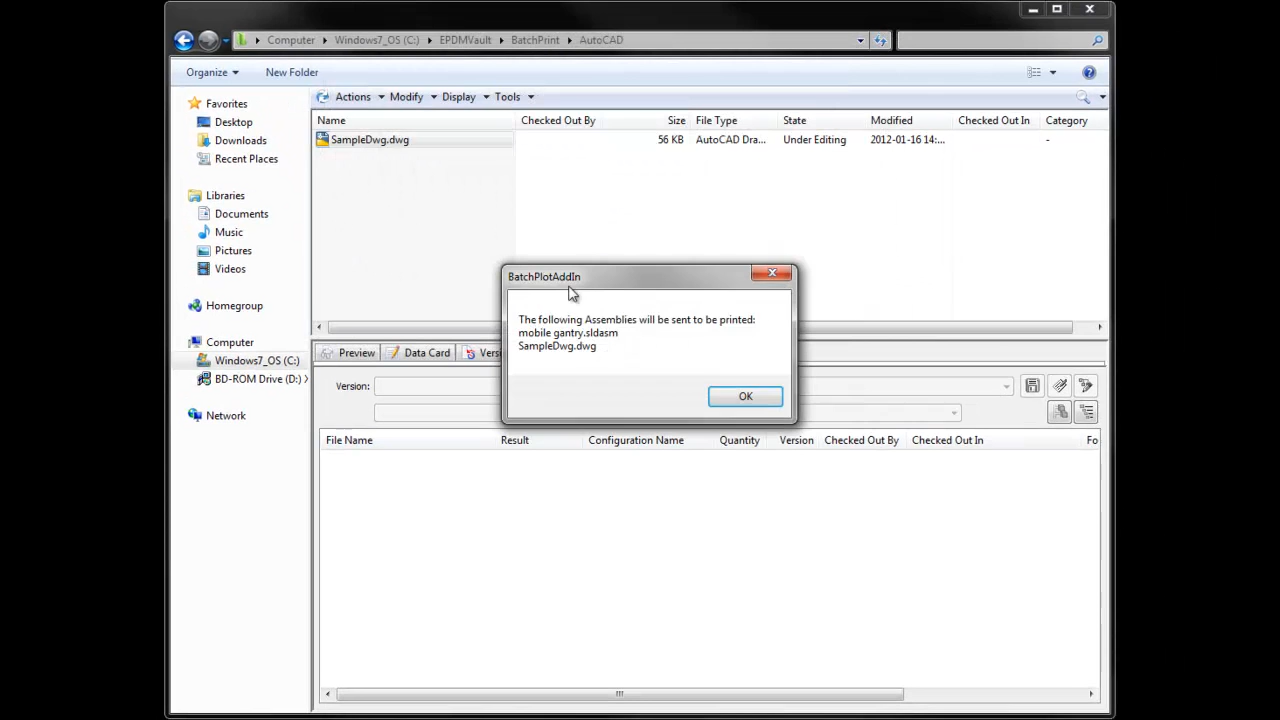 Computer Windows7_OS (C:) EPDMVault BatchPrint AutoCAD
Organize New Folder
Favorites
Desktop
Downloads
Recent Places
Libraries
Documents
Music
Pictures
Videos
Homegroup
Computer
Windows7_OS (C:)
BD-ROM Drive (D:)
Network
Actions Modify Display Tools
Name Checked Out By Size File Type State Modified Checked Out In Category
SampleDwg.dwg 56 KB AutoCAD Dra... Under Editing 2012-01-16 14:... -
BatchPlotAddIn
The following Assemblies will be sent to be printed:
mobile gantry.sldasm
SampleDwg.dwg
OK
Preview Data Card Vers
Version:
File Name Result Configuration Name Quantity Version Checked Out By Checked Out In Fo